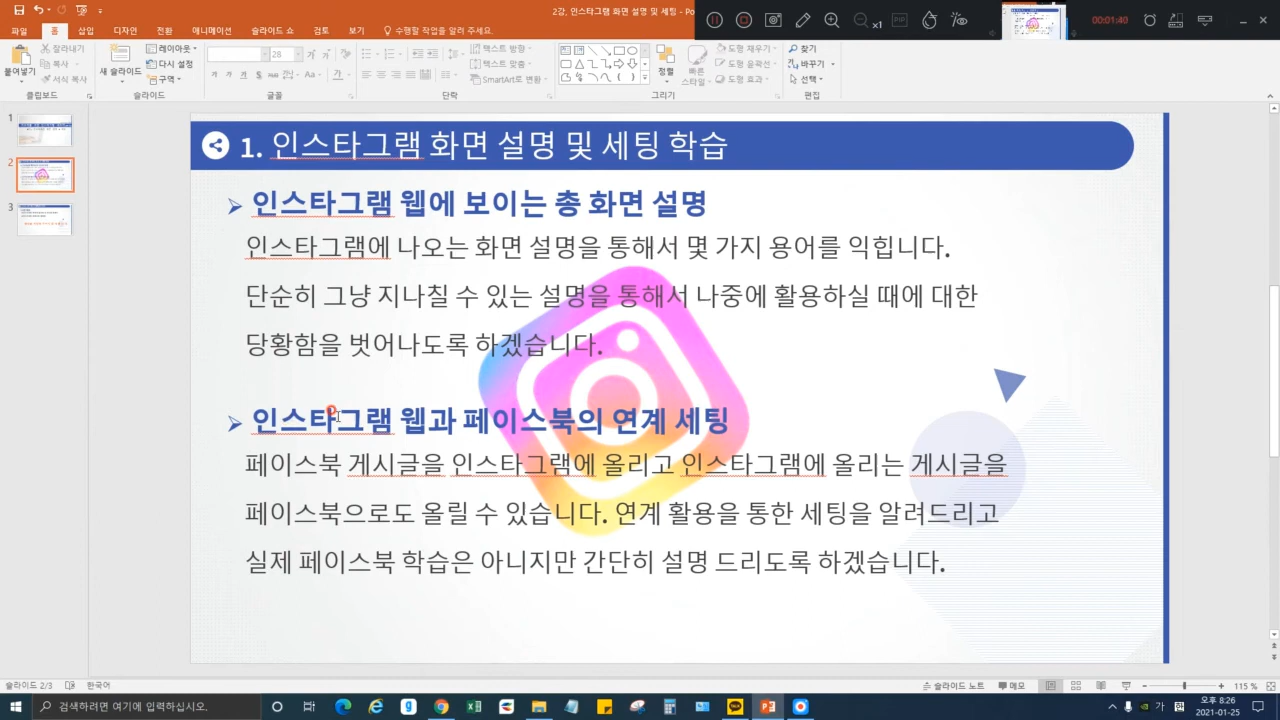 2강, 인스타그램 화면 설명 및 세팅 - Po
x1
PIP
00:01:40
파일 홈 삽입 디자인 전환 애니메이션 슬라이드 쇼 보기 수행할 작업을 알려 주세요.
붙여넣기 잘라내기 복사 서식 복사 클립보드
새 슬라이드 레이아웃 다시 설정 구역 슬라이드
28 글꼴
텍스트 방향 텍스트 맞춤 SmartArt로 변환 단락
정렬 빠른 스타일 도형 채우기 도형 윤곽선 도형 효과 그리기
찾기 바꾸기 선택 편집
1
2
3
1. 인스타그램 화면 설명 및 세팅 학습
인스타그램 웹에 보이는 총 화면 설명
인스타그램에 나오는 화면 설명을 통해서 몇 가지 용어를 익힙니다.
단순히 그냥 지나칠 수 있는 설명을 통해서 나중에 활용하실 때에 대한
당황함을 벗어나도록 하겠습니다.
인스타그램 웹과 페이스북의 연계 세팅
페이스북 게시글을 인스타그램에 올리고 인스타그램에 올리는 게시글을
페이스북으로도 올릴 수 있습니다. 연계 활용을 통한 세팅을 알려드리고
실제 페이스북 학습은 아니지만 간단히 설명 드리도록 하겠습니다.
슬라이드 2/3 한국어 슬라이드 노트 메모 115 %
검색하려면 여기에 입력하십시오.
가
오후 8:26
2021-01-25